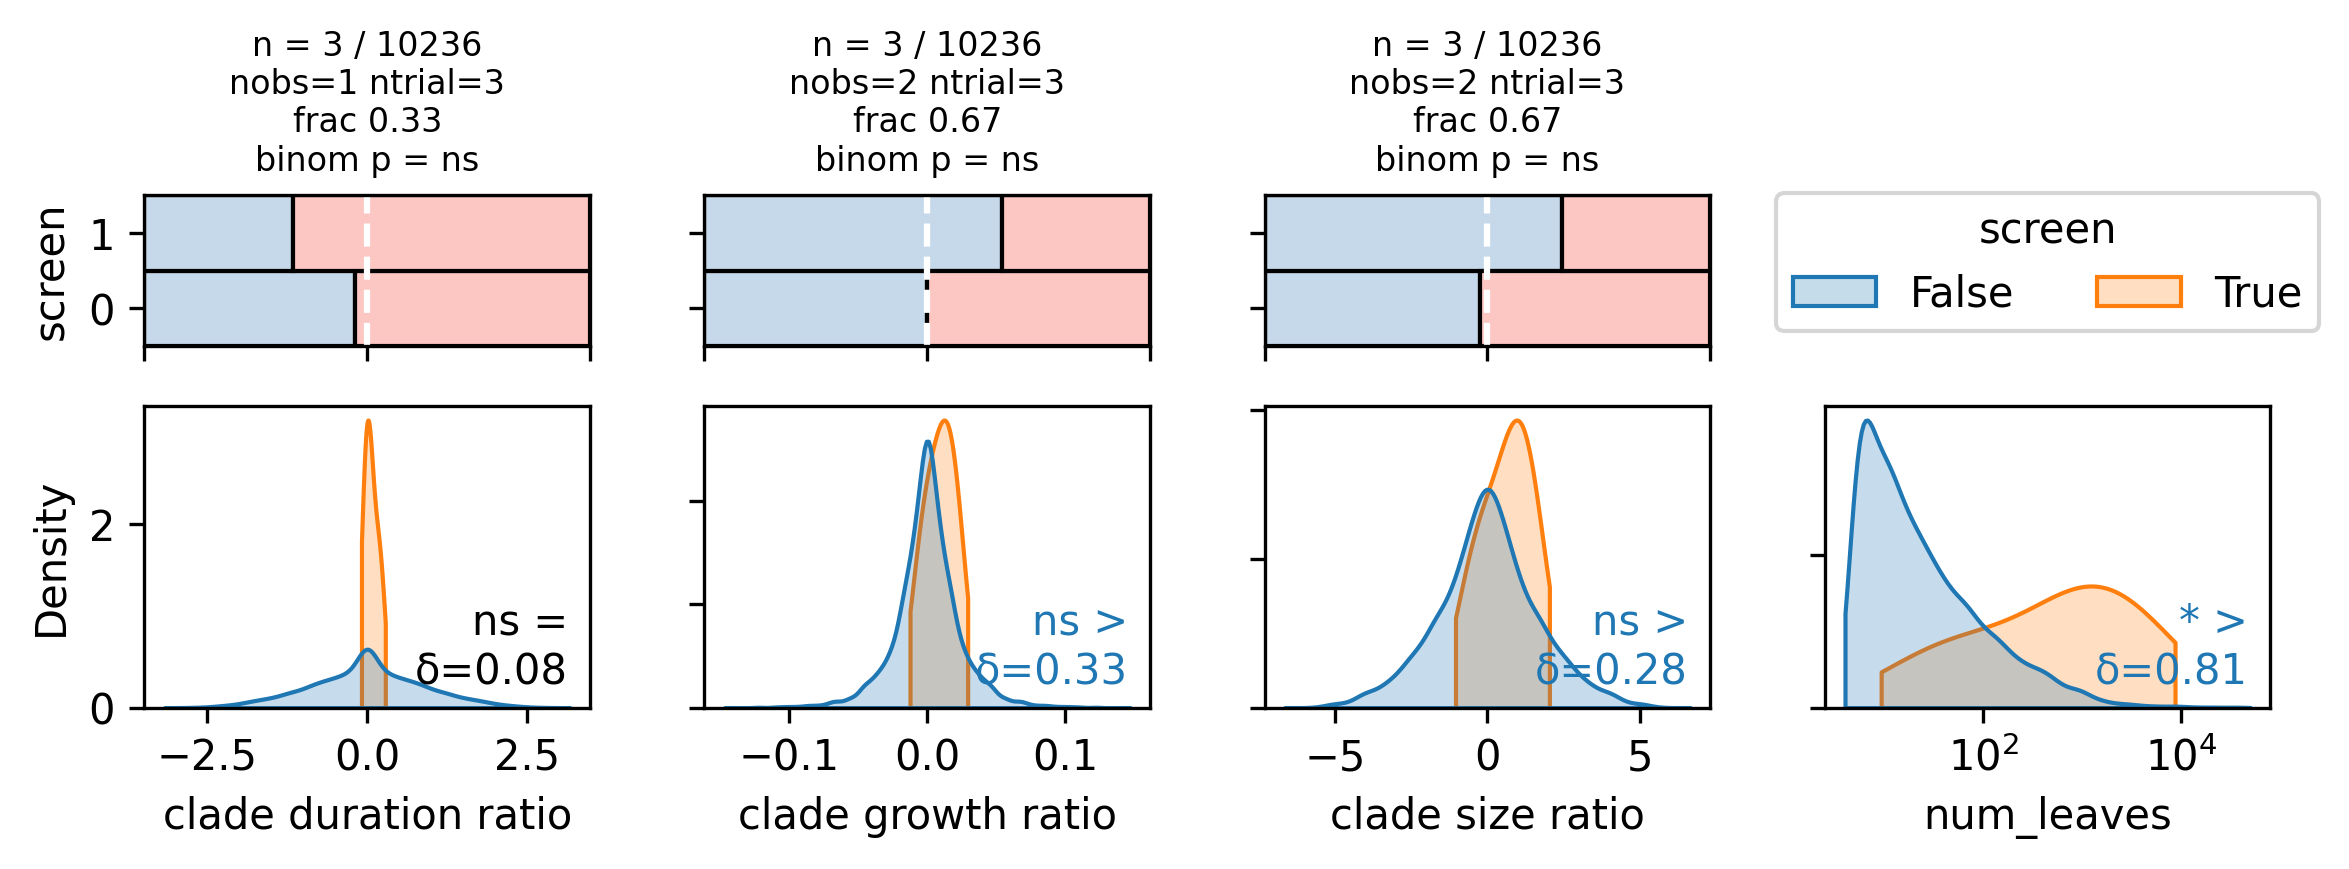 n = 3 / 10236
nobs=1 ntrial=3
frac 0.33
binom p = ns
n = 3 / 10236
nobs=2 ntrial=3
frac 0.67
binom p = ns
n = 3 / 10236
nobs=2 ntrial=3
frac 0.67
binom p = ns
screen
1
0
screen
False True
Density
2
0
ns =
δ=0.08
−2.5 0.0 2.5
clade duration ratio
ns >
δ=0.33
−0.1 0.0 0.1
clade growth ratio
ns >
δ=0.28
−5 0 5
clade size ratio
* >
δ=0.81
10² 10⁴
num_leaves